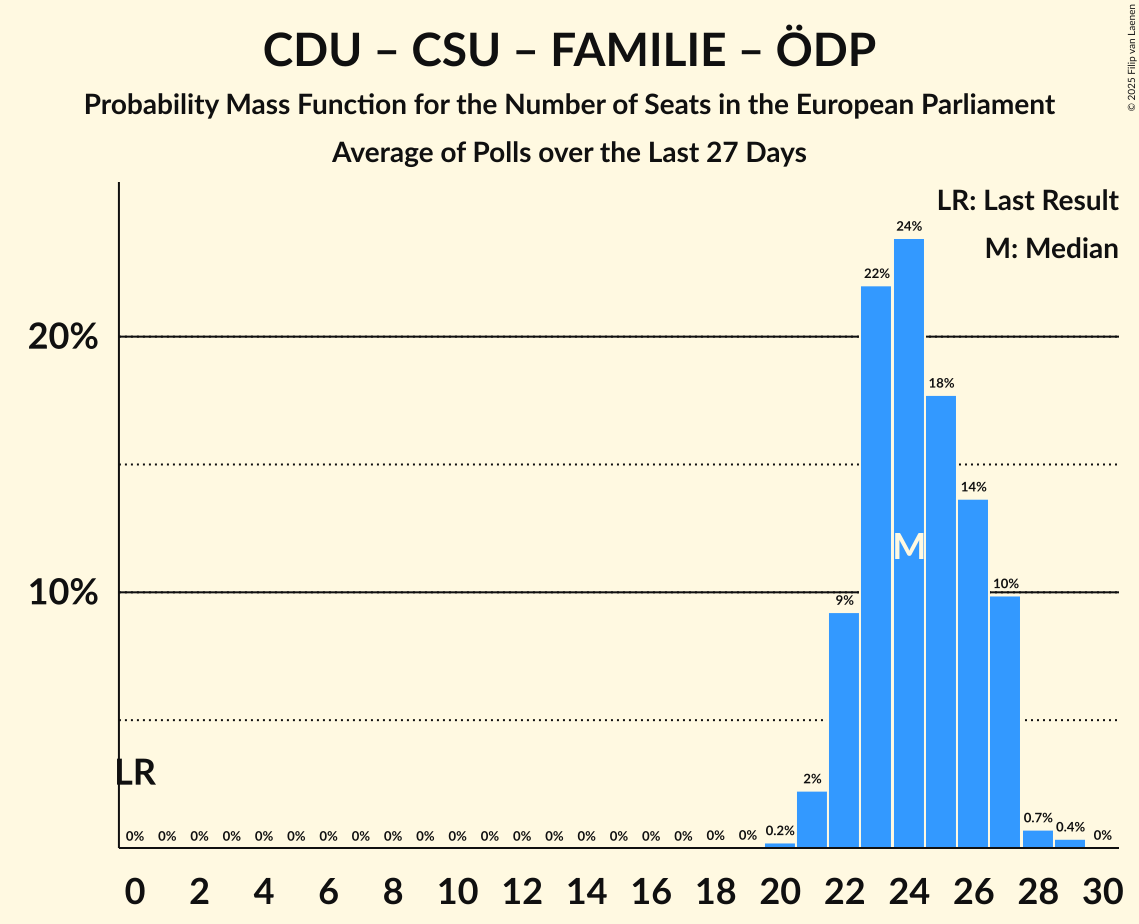 CDU – CSU – FAMILIE – ÖDP
Probability Mass Function for the Number of Seats in the European Parliament
Average of Polls over the Last 27 Days
© 2025 Filip van Laenen
LR: Last Result
M: Median
20%
10%
LR
M
0% 0% 0% 0% 0% 0% 0% 0% 0% 0% 0% 0% 0% 0% 0% 0% 0% 0% 0% 0% 0.2% 2% 9% 22% 24% 18% 14% 10% 0.7% 0.4% 0%
0 2 4 6 8 10 12 14 16 18 20 22 24 26 28 30